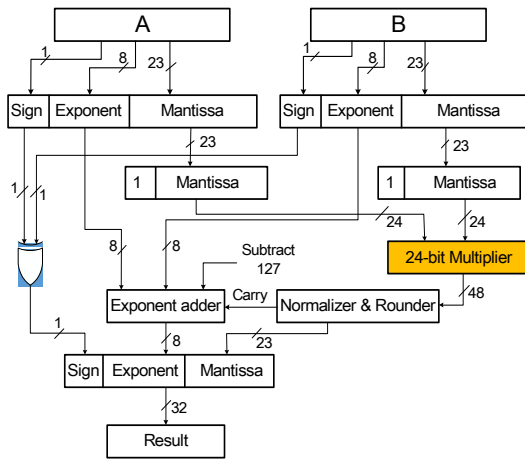 A B
1 8 23 1 8 23
Sign Exponent Mantissa Sign Exponent Mantissa
23 23
1 Mantissa 1 Mantissa
1 1 24 24
8 8 Subtract 127 24-bit Multiplier
Exponent adder Carry Normalizer & Rounder 48
1 8 23
Sign Exponent Mantissa
32
Result